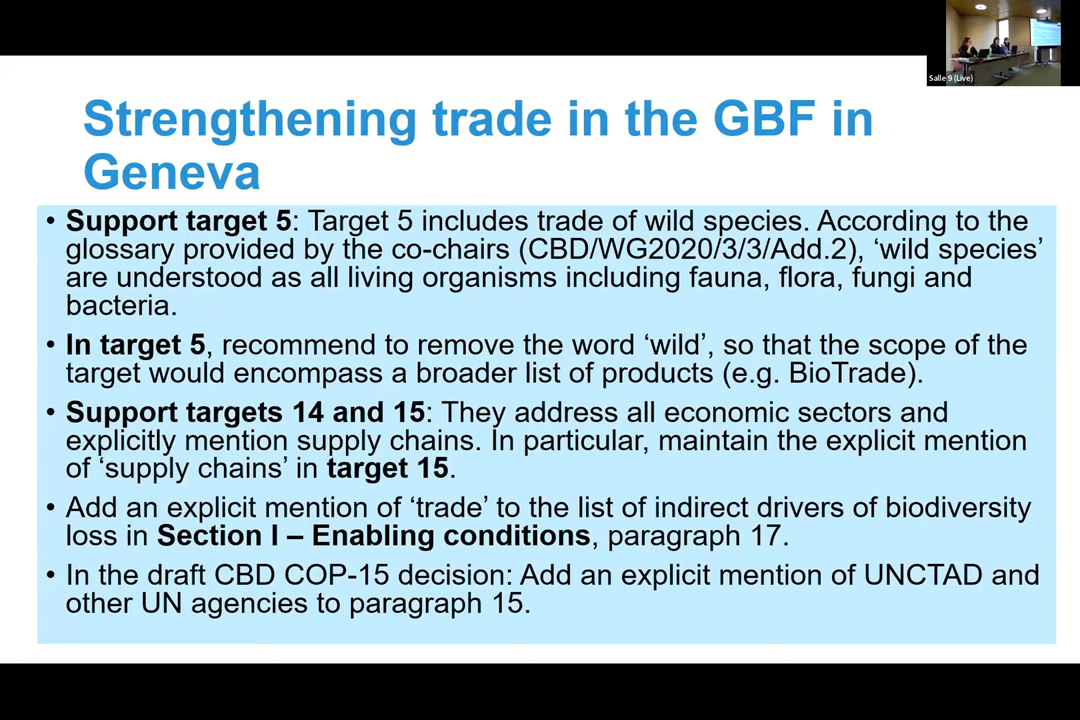 Salle 9 (Live)
Strengthening trade in the GBF in
Geneva
• Support target 5: Target 5 includes trade of wild species. According to the
glossary provided by the co-chairs (CBD/WG2020/3/3/Add.2), ‘wild species’
are understood as all living organisms including fauna, flora, fungi and
bacteria.
• In target 5, recommend to remove the word ‘wild’, so that the scope of the
target would encompass a broader list of products (e.g. BioTrade).
• Support targets 14 and 15: They address all economic sectors and
explicitly mention supply chains. In particular, maintain the explicit mention
of ‘supply chains’ in target 15.
• Add an explicit mention of ‘trade’ to the list of indirect drivers of biodiversity
loss in Section I – Enabling conditions, paragraph 17.
• In the draft CBD COP-15 decision: Add an explicit mention of UNCTAD and
other UN agencies to paragraph 15.